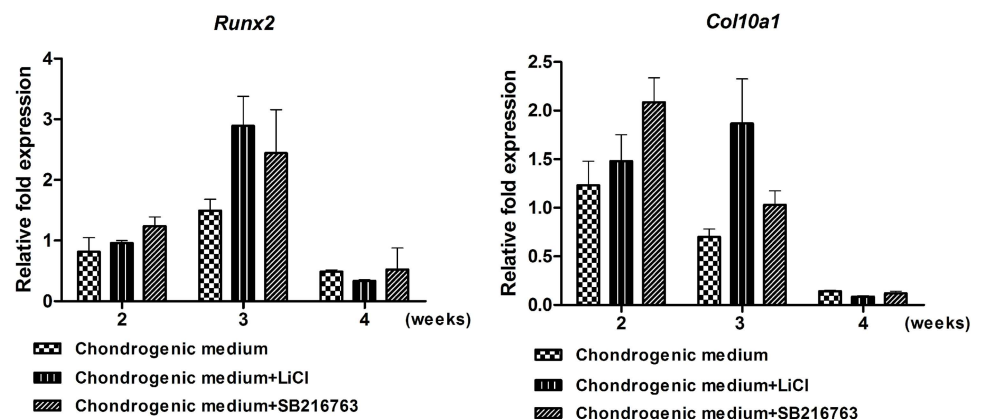 Runx2
Relative fold expression
4
3
2
1
0
2 3 4 (weeks)
Chondrogenic medium
Chondrogenic medium+LiCl
Chondrogenic medium+SB216763
Col10a1
Relative fold expression
2.5
2.0
1.5
1.0
0.5
0.0
2 3 4 (weeks)
Chondrogenic medium
Chondrogenic medium+LiCl
Chondrogenic medium+SB216763